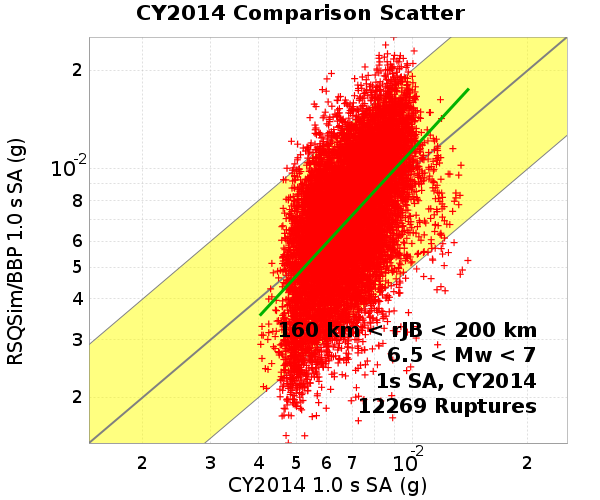 CY2014 Comparison Scatter
RSQSim/BBP 1.0 s SA (g)
2
10⁻²
8
6
5
4
3
2
160 km < rJB < 200 km
6.5 < Mw < 7
1s SA, CY2014
12269 Ruptures
2 3 4 5 6 7 10⁻² 2
CY2014 1.0 s SA (g)